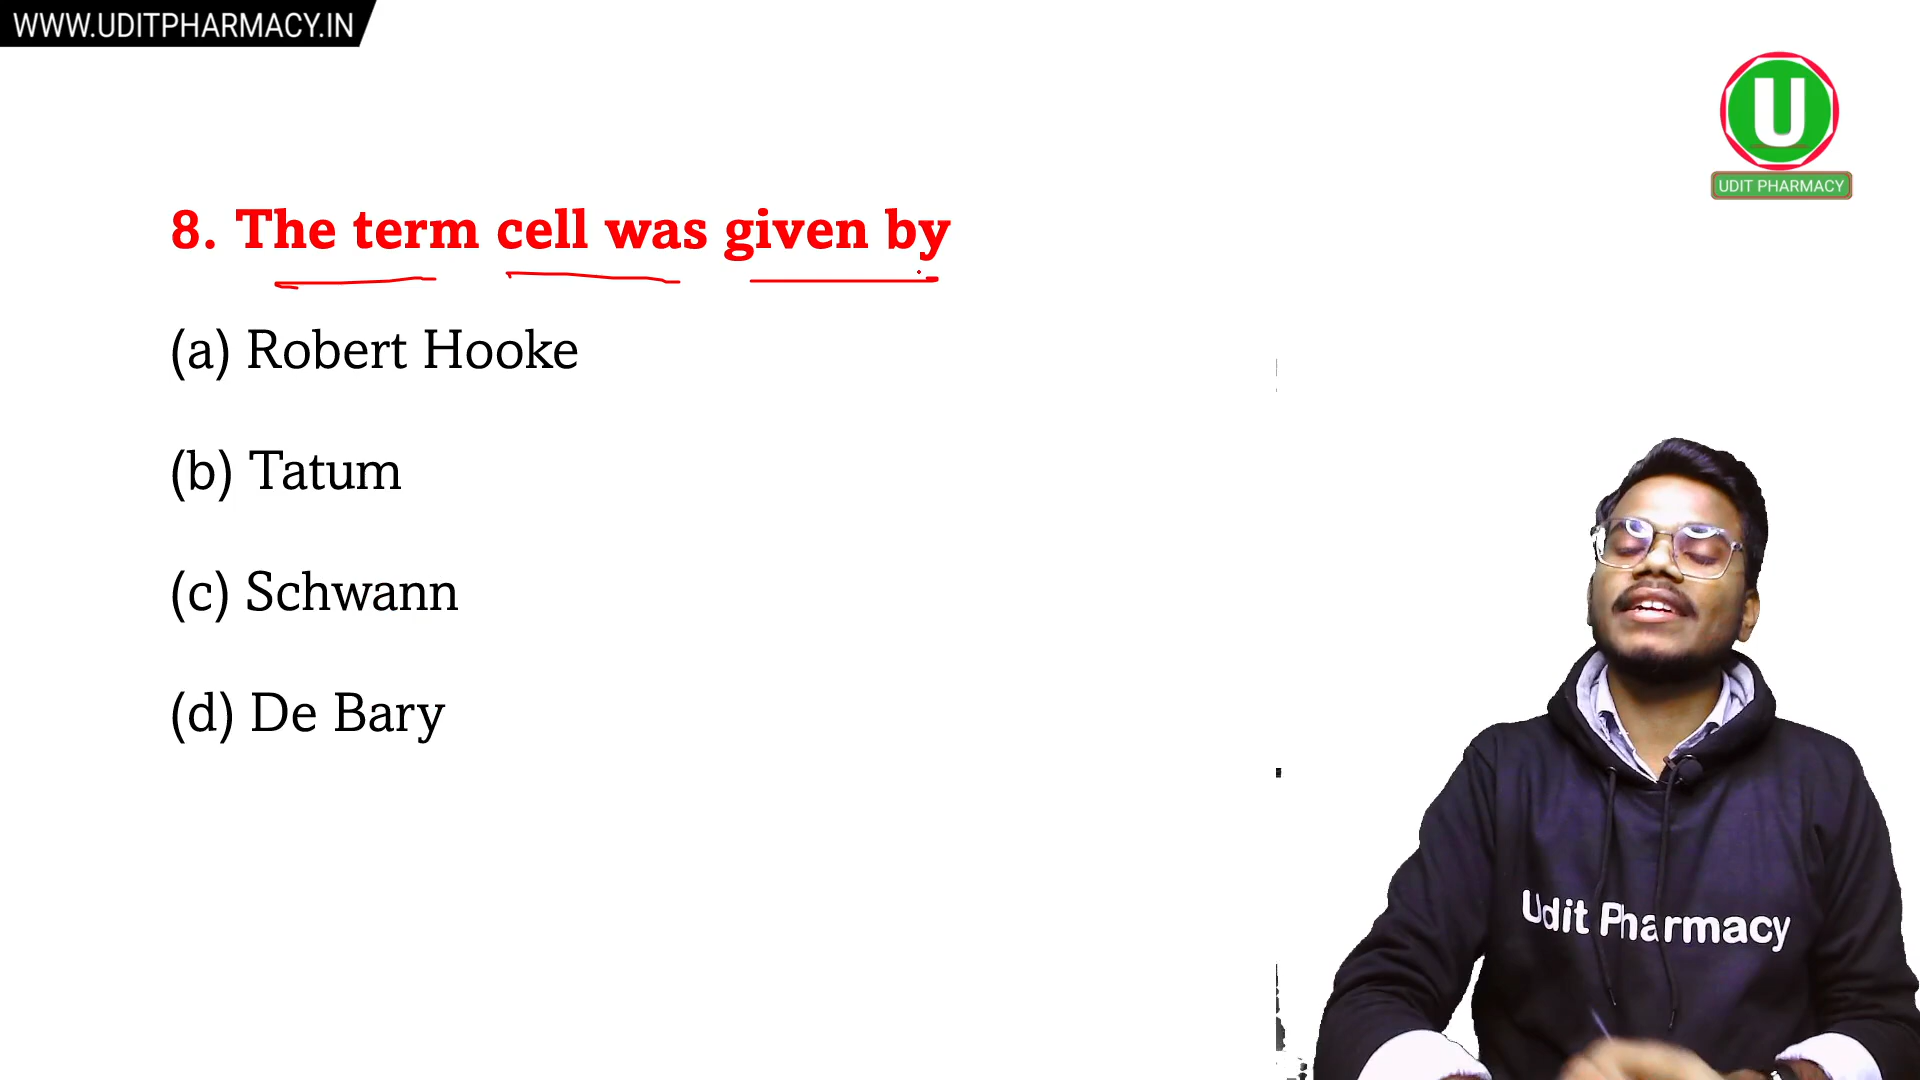 WWW.UDITPHARMACY.IN
U
UDIT PHARMACY
8. The term cell was given by
(a) Robert Hooke
(b) Tatum
(c) Schwann
(d) De Bary
Udit Pharmacy